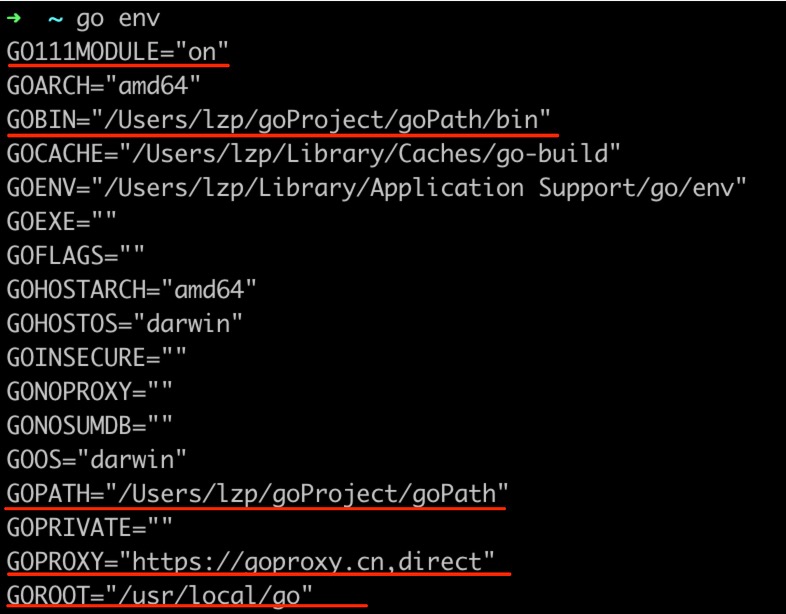 ➜ ~ go env
GO111MODULE="on"
GOARCH="amd64"
GOBIN="/Users/lzp/goProject/goPath/bin"
GOCACHE="/Users/lzp/Library/Caches/go-build"
GOENV="/Users/lzp/Library/Application Support/go/env"
GOEXE=""
GOFLAGS=""
GOHOSTARCH="amd64"
GOHOSTOS="darwin"
GOINSECURE=""
GONOPROXY=""
GONOSUMDB=""
GOOS="darwin"
GOPATH="/Users/lzp/goProject/goPath"
GOPRIVATE=""
GOPROXY="https://goproxy.cn,direct"
GOROOT="/usr/local/go"